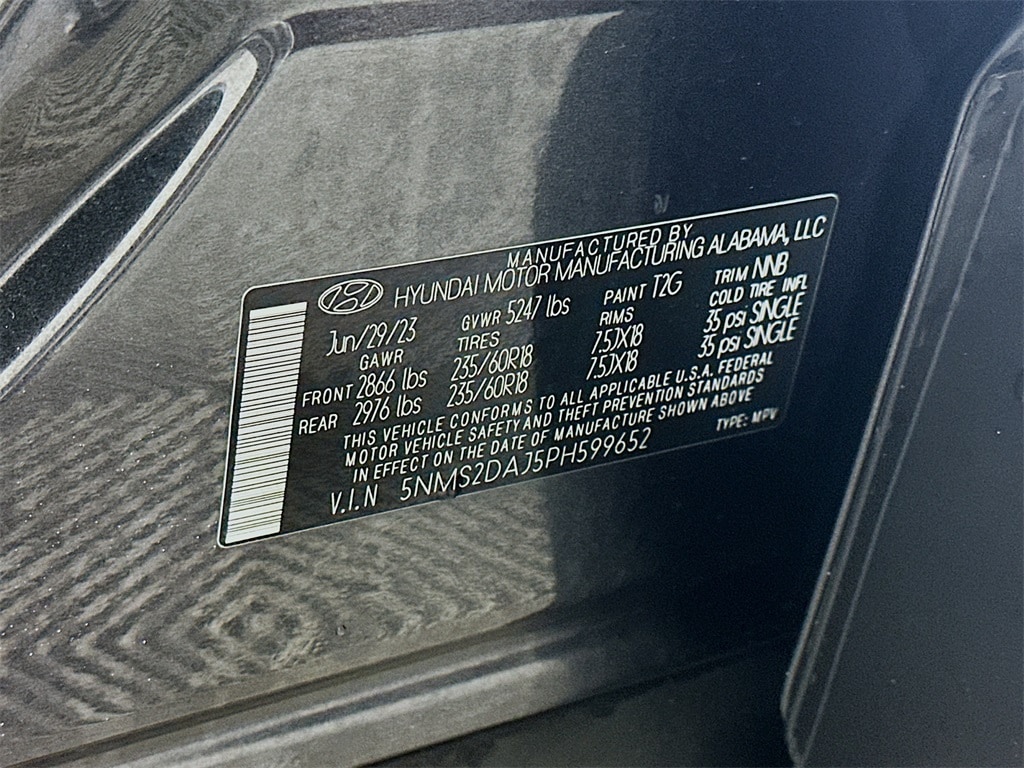 MANUFACTURED BY
HYUNDAI MOTOR MANUFACTURING ALABAMA, LLC
Jun/29/23 GVWR 5247 lbs PAINT T2G TRIM NNB
GAWR TIRES RIMS COLD TIRE INFL
FRONT 2866 lbs 235/60R18 7.5JX18 35 psi SINGLE
REAR 2976 lbs 235/60R18 7.5JX18 35 psi SINGLE
THIS VEHICLE CONFORMS TO ALL APPLICABLE U.S.A. FEDERAL
MOTOR VEHICLE SAFETY AND THEFT PREVENTION STANDARDS
IN EFFECT ON THE DATE OF MANUFACTURE SHOWN ABOVE
V.I.N 5NMS2DAJ5PH599652 TYPE: MPV